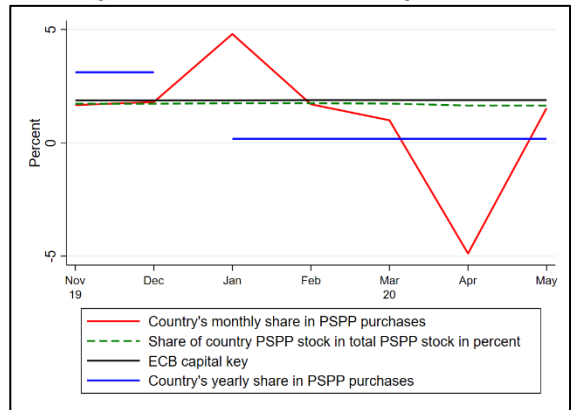 5
0
-5
Percent
Nov Dec Jan Feb Mar Apr May
19 20
Country's monthly share in PSPP purchases
Share of country PSPP stock in total PSPP stock in percent
ECB capital key
Country's yearly share in PSPP purchases